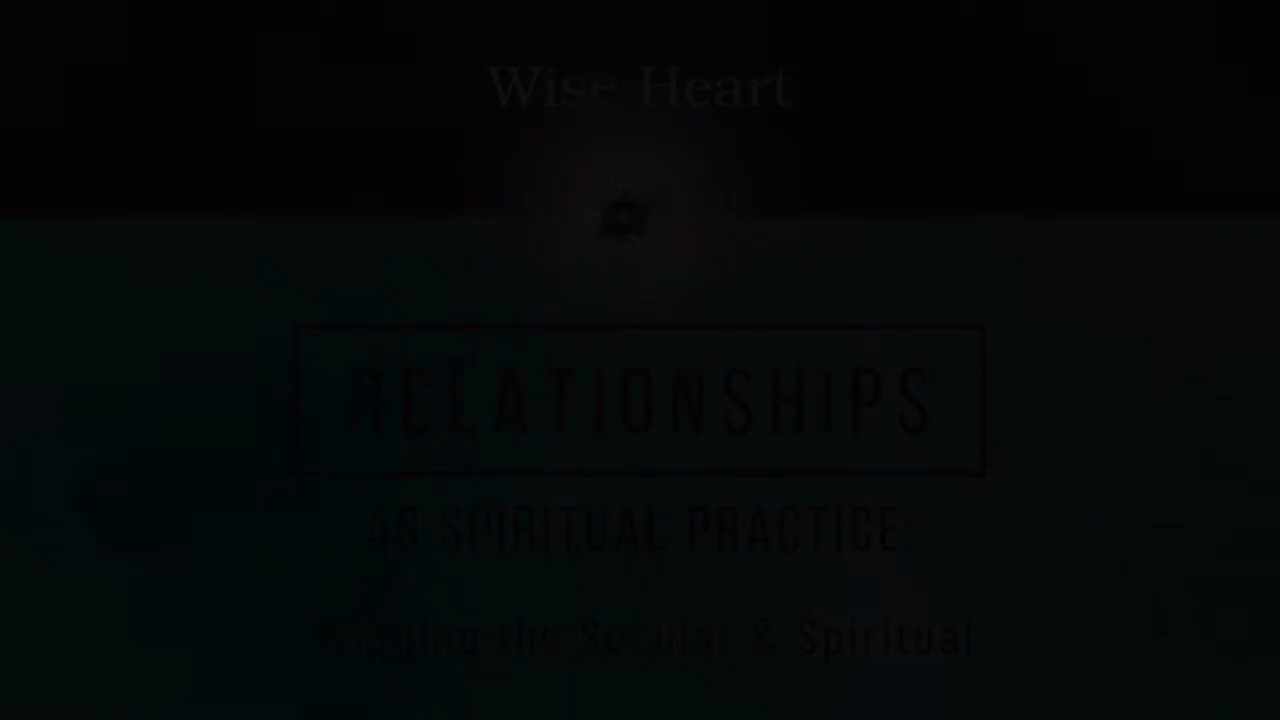 Wise Heart
RELATIONSHIPS
AS SPIRITUAL PRACTICE:
the Secular & Spiritual